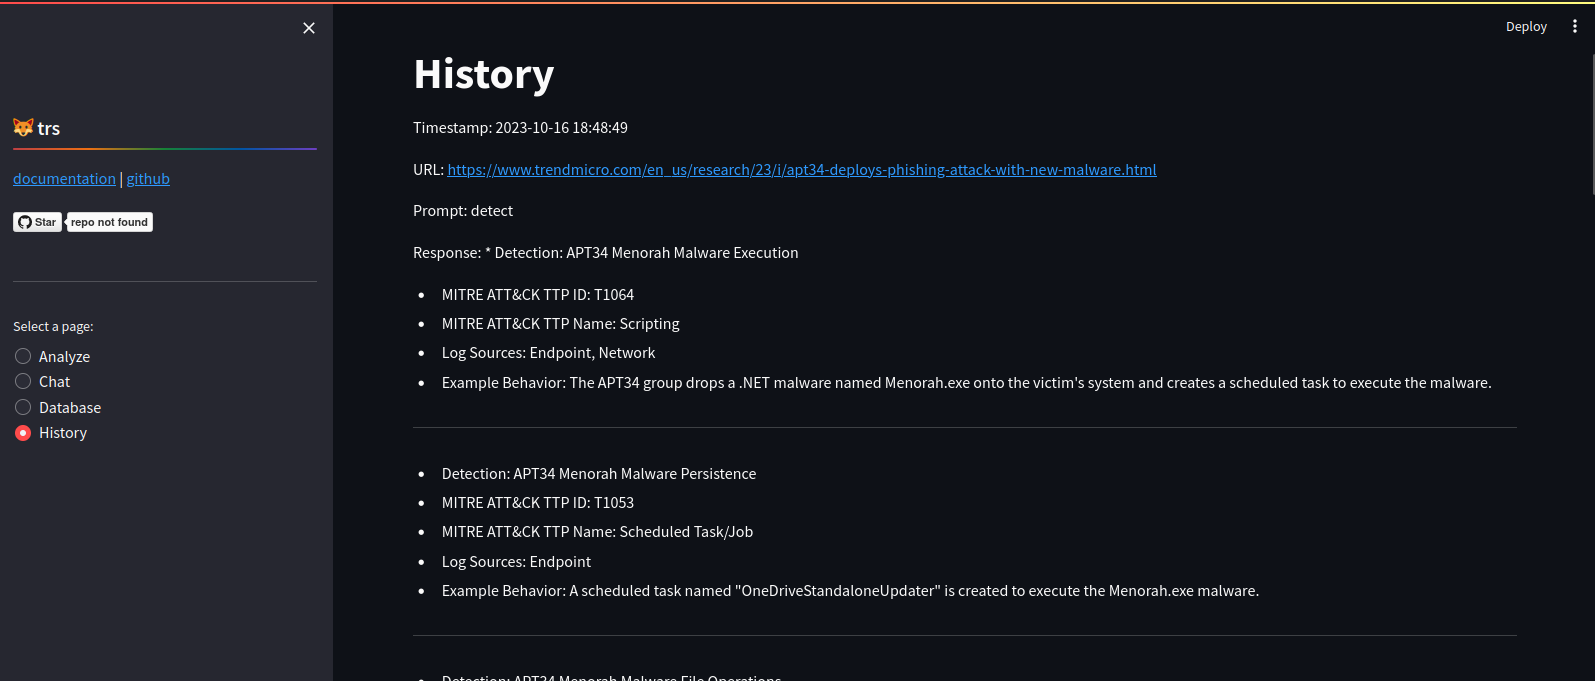 Deploy
trs
documentation | github
Star repo not found
Select a page:
Analyze
Chat
Database
History
History
Timestamp: 2023-10-16 18:48:49
URL: https://www.trendmicro.com/en_us/research/23/i/apt34-deploys-phishing-attack-with-new-malware.html
Prompt: detect
Response: * Detection: APT34 Menorah Malware Execution
• MITRE ATT&CK TTP ID: T1064
• MITRE ATT&CK TTP Name: Scripting
• Log Sources: Endpoint, Network
• Example Behavior: The APT34 group drops a .NET malware named Menorah.exe onto the victim's system and creates a scheduled task to execute the malware.
• Detection: APT34 Menorah Malware Persistence
• MITRE ATT&CK TTP ID: T1053
• MITRE ATT&CK TTP Name: Scheduled Task/Job
• Log Sources: Endpoint
• Example Behavior: A scheduled task named "OneDriveStandaloneUpdater" is created to execute the Menorah.exe malware.
• Detection: APT34 Menorah Malware File Operations